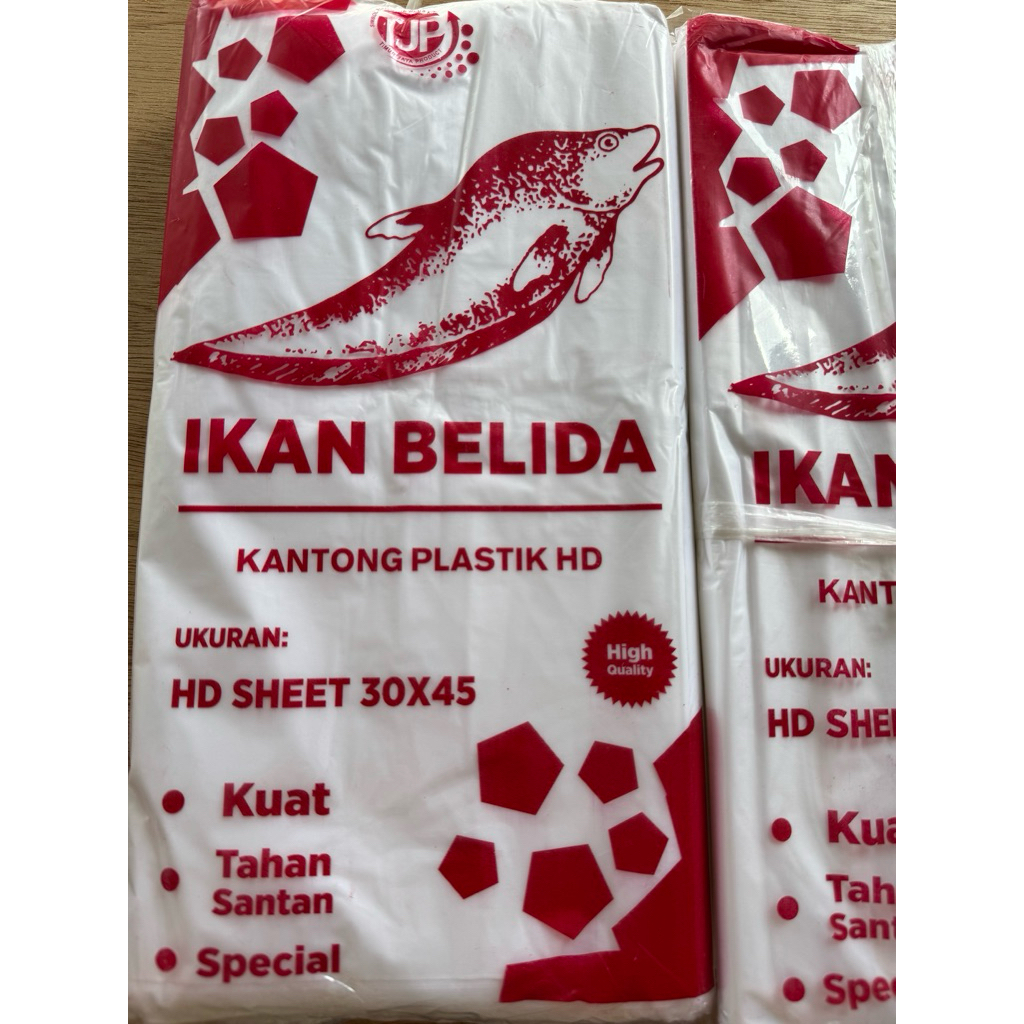 TJP
IKAN BELIDA
KANTONG PLASTIK HD
UKURAN:
HD SHEET 30X45
High
Quality
Kuat
Tahan
Santan
Special
IKAN
KANT
UKURAN:
HD SHEE
Kua
Tah
Sant
Spec